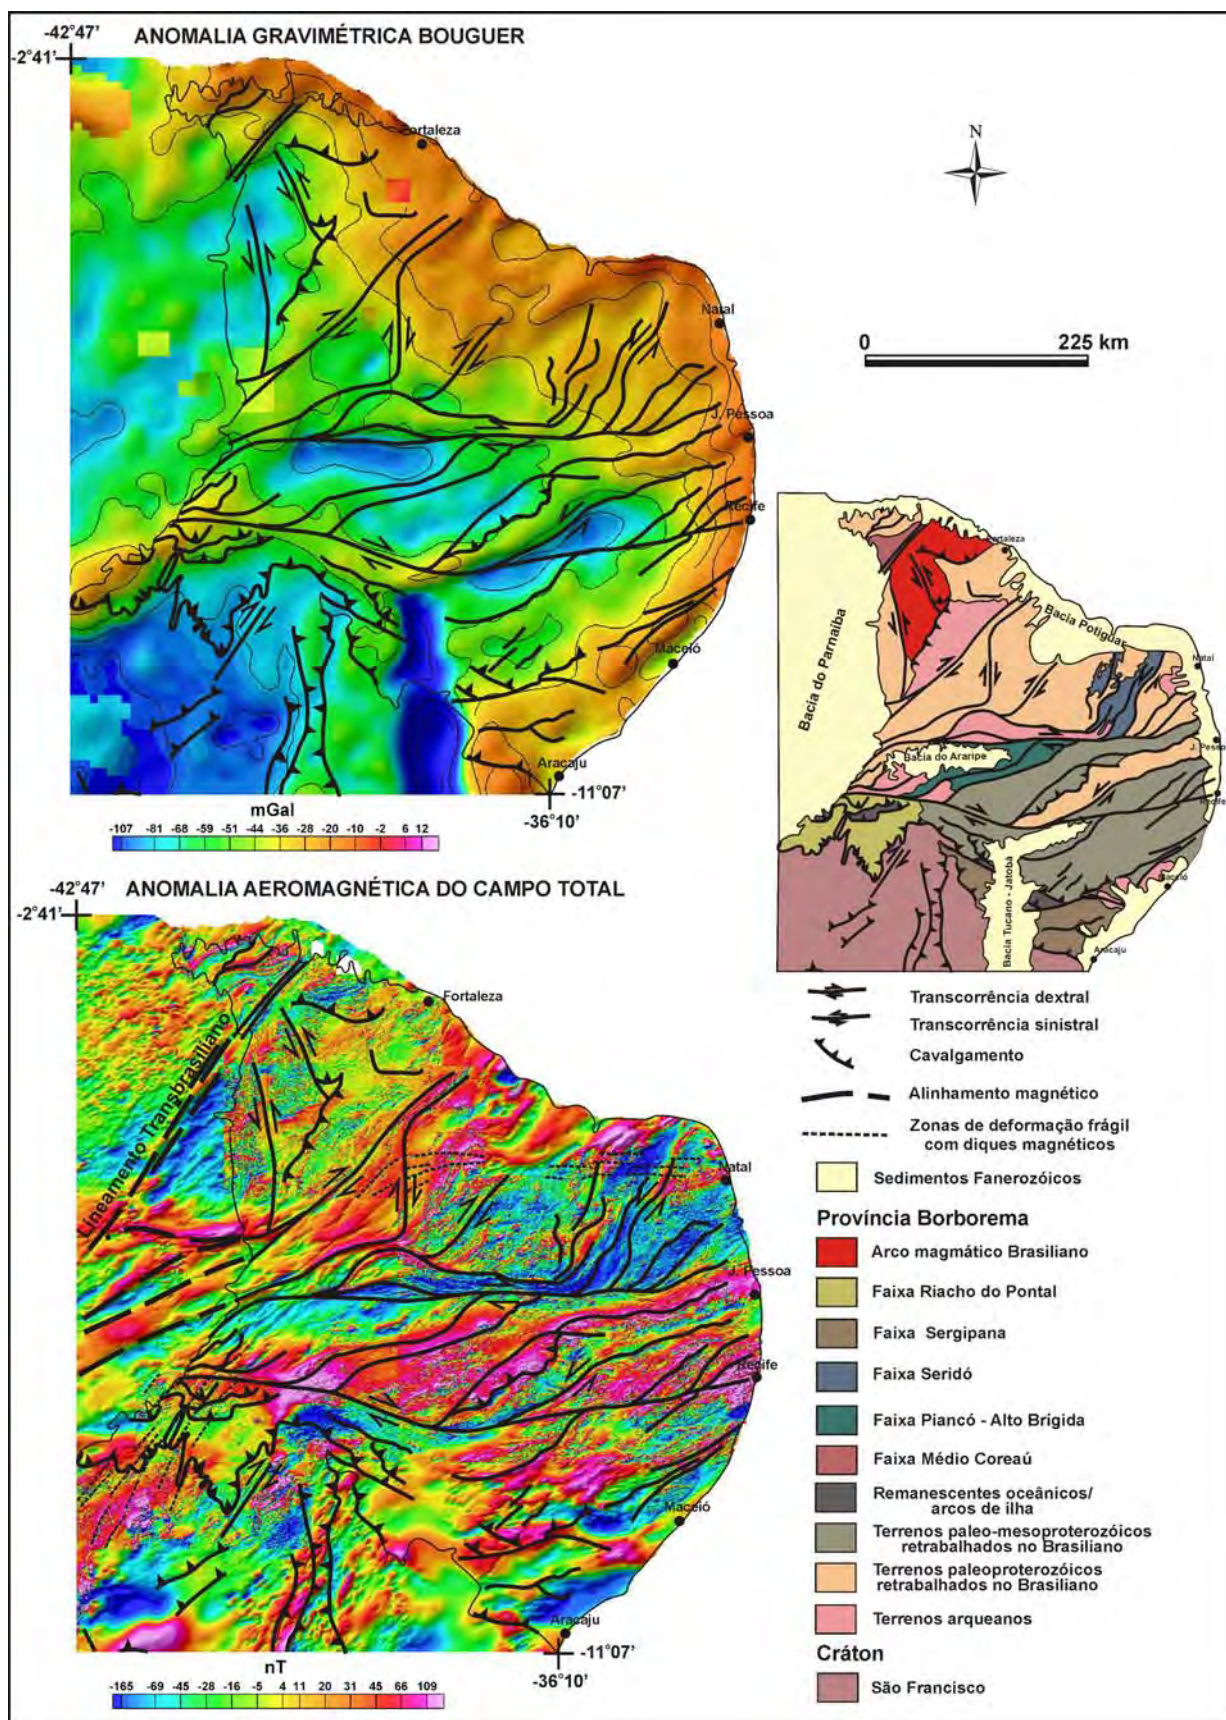 -42°47'
ANOMALIA GRAVIMÉTRICA BOUGUER
-2°41'
Fortaleza
N
Natal
0 225 km
J. Pessoa
Recife
Maceió
Aracaju
-11°07'
-36°10'
mGal
-107 -81 -68 -59 -51 -44 -36 -28 -20 -10 -2 6 12
Fortaleza
Bacia do Parnaíba
Bacia Potiguar
Natal
Bacia do Araripe
J. Pessoa
Recife
Bacia Tucano - Jatobá
Maceió
Aracaju
-42°47'
ANOMALIA AEROMAGNÉTICA DO CAMPO TOTAL
-2°41'
Fortaleza
Lineamento Transbrasiliano
Natal
J. Pessoa
Recife
Maceió
Aracaju
-11°07'
-36°10'
nT
-165 -69 -45 -28 -16 -5 4 11 20 31 45 66 109
Transcorrência dextral
Transcorrência sinistral
Cavalgamento
Alinhamento magnético
Zonas de deformação frágil
com diques magnéticos
Sedimentos Fanerozóicos
Província Borborema
Arco magmático Brasiliano
Faixa Riacho do Pontal
Faixa Sergipana
Faixa Seridó
Faixa Piancó - Alto Brígida
Faixa Médio Coreaú
Remanescentes oceânicos/
arcos de ilha
Terrenos paleo-mesoproterozóicos
retrabalhados no Brasiliano
Terrenos paleoproterozóicos
retrabalhados no Brasiliano
Terrenos arqueanos
Cráton
São Francisco